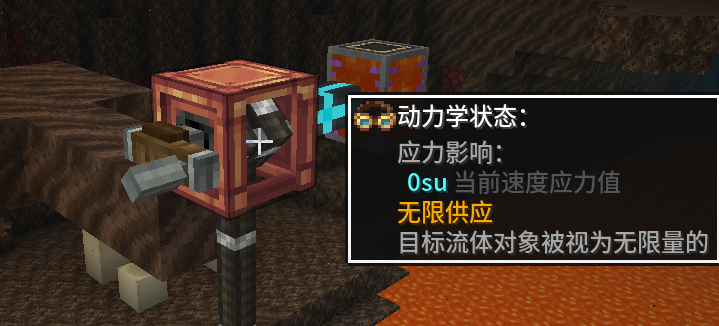 动力学状态：
应力影响：
0su 当前速度应力值
无限供应
目标流体对象被视为无限量的